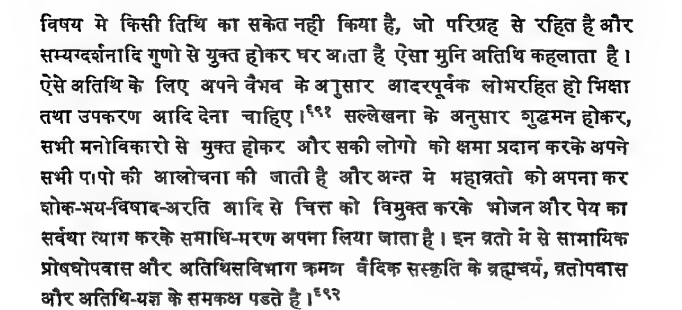 विषय मे किसी तिथि का सकेत नही किया है, जो परिग्रह से रहित है और
सम्यग्दर्शनादि गुणो से युक्त होकर घर आता है ऐसा मुनि अतिथि कहलाता है।
ऐसे अतिथि के लिए अपने वैभव के अनुसार आदरपूर्वक लोभरहित हो भिक्षा
तथा उपकरण आदि देना चाहिए।६९१ सल्लेखना के अनुसार शुद्धमन होकर,
सभी मनोविकारो से मुक्त होकर और सकी लोगो को क्षमा प्रदान करके अपने
सभी पापो की आलोचना की जाती है और अन्त मे महाव्रतो को अपना कर
शोक-भय-विषाद-अरति आदि से चित्त को विमुक्त करके भोजन और पेय का
सर्वथा त्याग करके समाधि-मरण अपना लिया जाता है। इन व्रतो मे से सामायिक
प्रोषधोपवास और अतिथिसविभाग क्रमश वैदिक सस्कृति के ब्रह्मचर्य, व्रतोपवास
और अतिथि-यज्ञ के समकक्ष पडते है।६९२